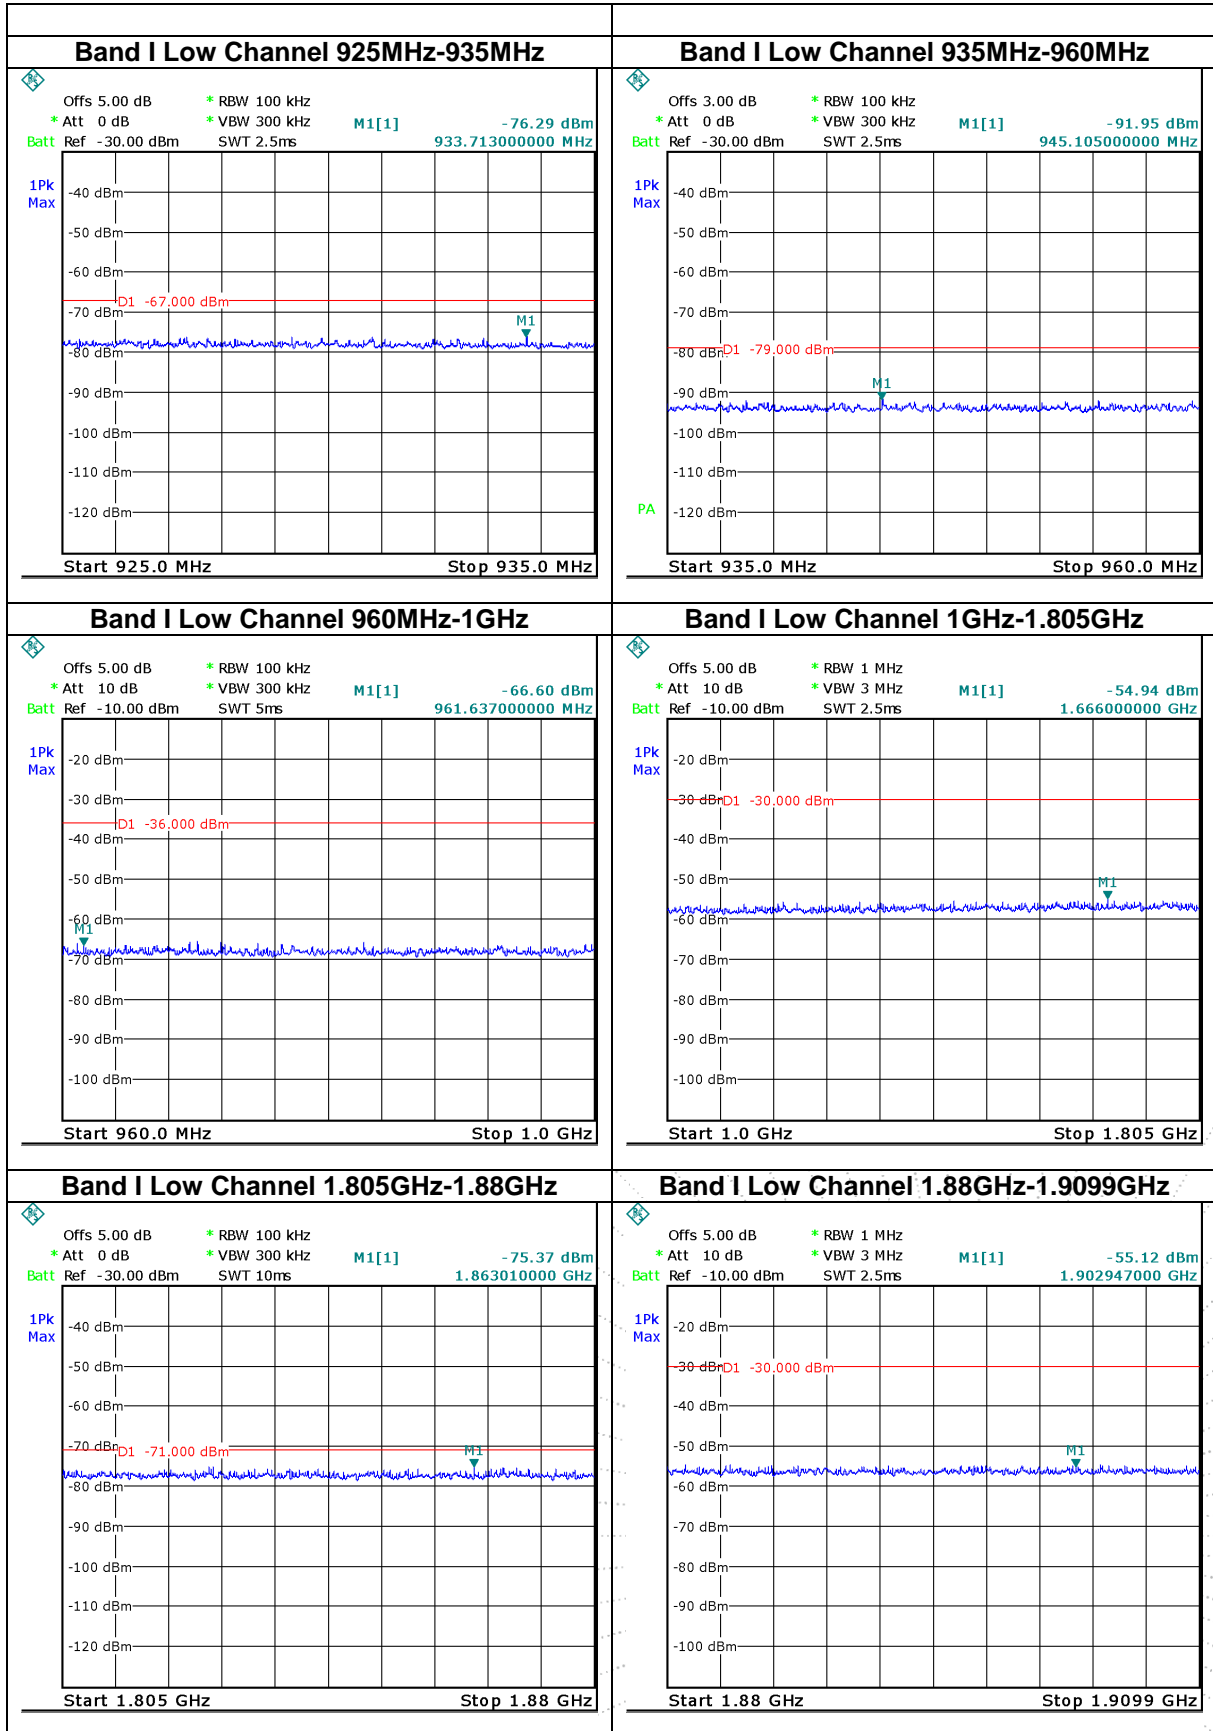 Band I Low Channel 925MHz-935MHz
Offs 5.00 dB * RBW 100 kHz
* Att 0 dB * VBW 300 kHz M1[1] -76.29 dBm
Batt Ref -30.00 dBm SWT 2.5ms 933.713000000 MHz
1Pk
Max
-40 dBm
-50 dBm
-60 dBm
D1 -67.000 dBm
-70 dBm
M1
-80 dBm
-90 dBm
-100 dBm
-110 dBm
-120 dBm
Start 925.0 MHz Stop 935.0 MHz
Band I Low Channel 935MHz-960MHz
Offs 3.00 dB * RBW 100 kHz
* Att 0 dB * VBW 300 kHz M1[1] -91.95 dBm
Batt Ref -30.00 dBm SWT 2.5ms 945.105000000 MHz
1Pk
Max
-40 dBm
-50 dBm
-60 dBm
-70 dBm
-80 dBm D1 -79.000 dBm
M1
-90 dBm
-100 dBm
-110 dBm
PA
-120 dBm
Start 935.0 MHz Stop 960.0 MHz
Band I Low Channel 960MHz-1GHz
Offs 5.00 dB * RBW 100 kHz
* Att 10 dB * VBW 300 kHz M1[1] -66.60 dBm
Batt Ref -10.00 dBm SWT 5ms 961.637000000 MHz
1Pk
Max
-20 dBm
-30 dBm
D1 -36.000 dBm
-40 dBm
-50 dBm
-60 dBm
M1
-70 dBm
-80 dBm
-90 dBm
-100 dBm
Start 960.0 MHz Stop 1.0 GHz
Band I Low Channel 1GHz-1.805GHz
Offs 5.00 dB * RBW 1 MHz
* Att 10 dB * VBW 3 MHz M1[1] -54.94 dBm
Batt Ref -10.00 dBm SWT 2.5ms 1.666000000 GHz
1Pk
Max
-20 dBm
-30 dBm D1 -30.000 dBm
-40 dBm
-50 dBm
M1
-60 dBm
-70 dBm
-80 dBm
-90 dBm
-100 dBm
Start 1.0 GHz Stop 1.805 GHz
Band I Low Channel 1.805GHz-1.88GHz
Offs 5.00 dB * RBW 100 kHz
* Att 0 dB * VBW 300 kHz M1[1] -75.37 dBm
Batt Ref -30.00 dBm SWT 10ms 1.863010000 GHz
1Pk
Max
-40 dBm
-50 dBm
-60 dBm
-70 dBm D1 -71.000 dBm
M1
-80 dBm
-90 dBm
-100 dBm
-110 dBm
-120 dBm
Start 1.805 GHz Stop 1.88 GHz
Band I Low Channel 1.88GHz-1.9099GHz
Offs 5.00 dB * RBW 1 MHz
* Att 10 dB * VBW 3 MHz M1[1] -55.12 dBm
Batt Ref -10.00 dBm SWT 2.5ms 1.902947000 GHz
1Pk
Max
-20 dBm
-30 dBm D1 -30.000 dBm
-40 dBm
-50 dBm
M1
-60 dBm
-70 dBm
-80 dBm
-90 dBm
-100 dBm
Start 1.88 GHz Stop 1.9099 GHz